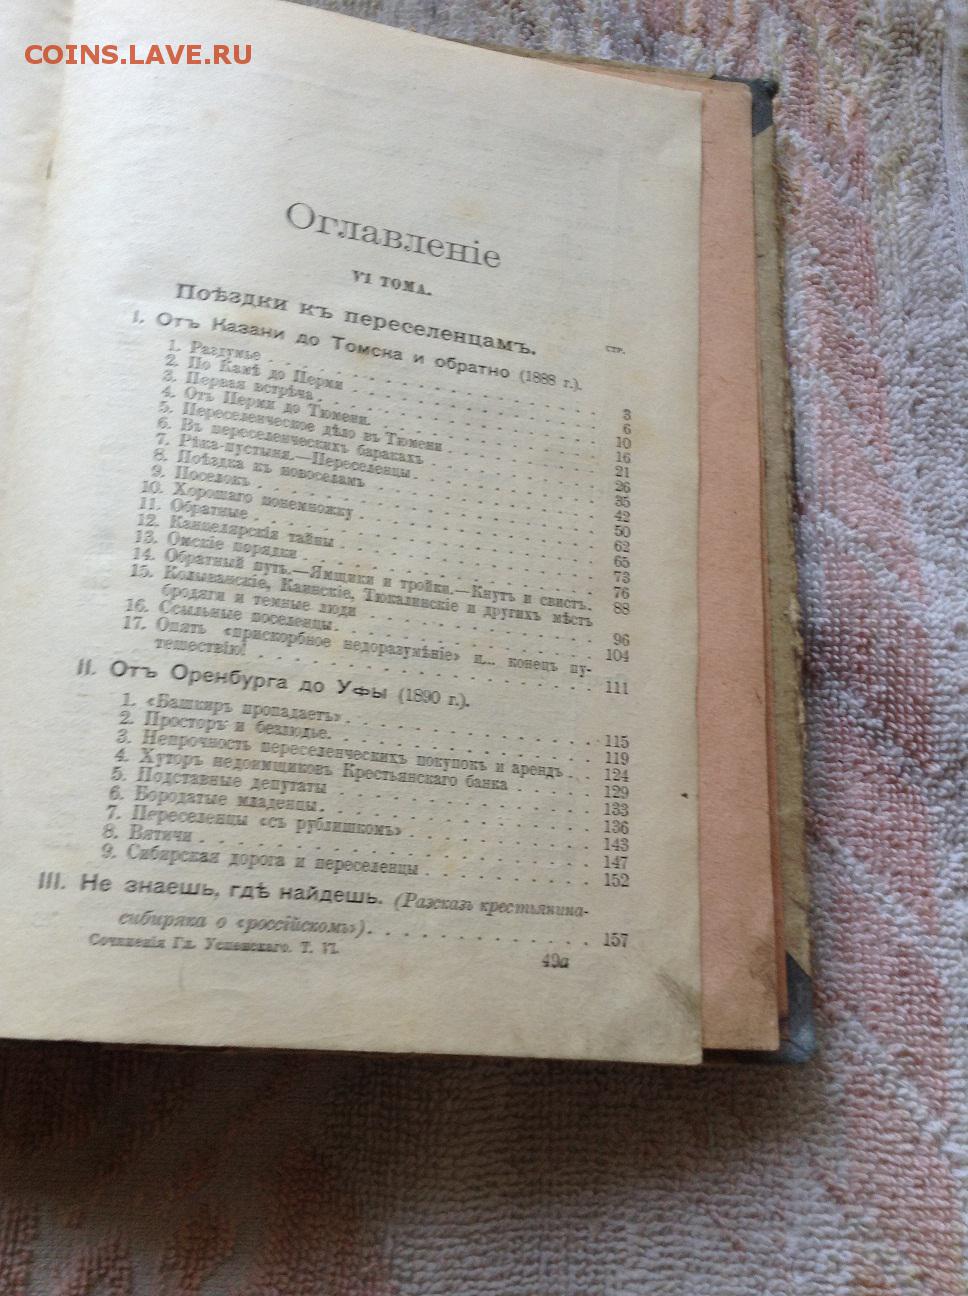 COINS.LAVE.RU
Оглавленіе
VI ТОМА.
Поѣздки къ переселенцамъ.
СТР.
I. Отъ Казани до Томска и обратно (1888 г.).
1. Раздумье . . . . . . . . . . 3
2. По Камѣ до Перми . . . . . . . . . . 6
3. Первая встрѣча . . . . . . . . . . 10
4. Отъ Перми до Тюмени . . . . . . . . . . 16
5. Переселенческое дѣло въ Тюмени . . . . . . . . . . 21
6. Въ переселенческихъ баракахъ . . . . . . . . . . 26
7. Рѣка-пустыня.—Переселенцы . . . . . . . . . . 35
8. Поѣздка къ новоселамъ . . . . . . . . . . 42
9. Поселокъ . . . . . . . . . . 50
10. Хорошаго понемножку . . . . . . . . . . 62
11. Обратные . . . . . . . . . . 65
12. Канцелярскія тайны . . . . . . . . . . 73
13. Омскіе порядки . . . . . . . . . . 76
14. Обратный путь.—Ямщики и тройки.—Кнутъ и свистъ. 88
15. Колыванскіе, Каинскіе, Тюкалинскіе и другихъ мѣстъ
бродяги и темные люди . . . . . . . . . . 96
16. Ссыльные поселенцы. . . . . . . . . . . 104
17. Опять «прискорбное недоразумѣніе» и... конецъ пу-
тешествію! . . . . . . . . . . 111
II. Отъ Оренбурга до Уфы (1890 г.).
1. «Башкиръ пропадаетъ» . . . . . . . . . . 115
2. Просторъ и безлюдье. . . . . . . . . . . 119
3. Непрочность переселенческихъ покупокъ и арендъ . . 124
4. Хуторъ недоимщиковъ Крестьянскаго банка . . . . . 129
5. Подставные депутаты . . . . . . . . . . 133
6. Бородатые младенцы. . . . . . . . . . . 136
7. Переселенцы «съ рублишкомъ» . . . . . . . . . . 143
8. Вятичи . . . . . . . . . . 147
9. Сибирская дорога и переселенцы . . . . . . . . . . 152
III. Не знаешь, гдѣ найдешь. (Разсказъ крестьянина-
сибиряка о «россійскомъ»). . . . . . . . . . . 157
Сочиненія Гл. Успенскаго. Т. VI.
49а